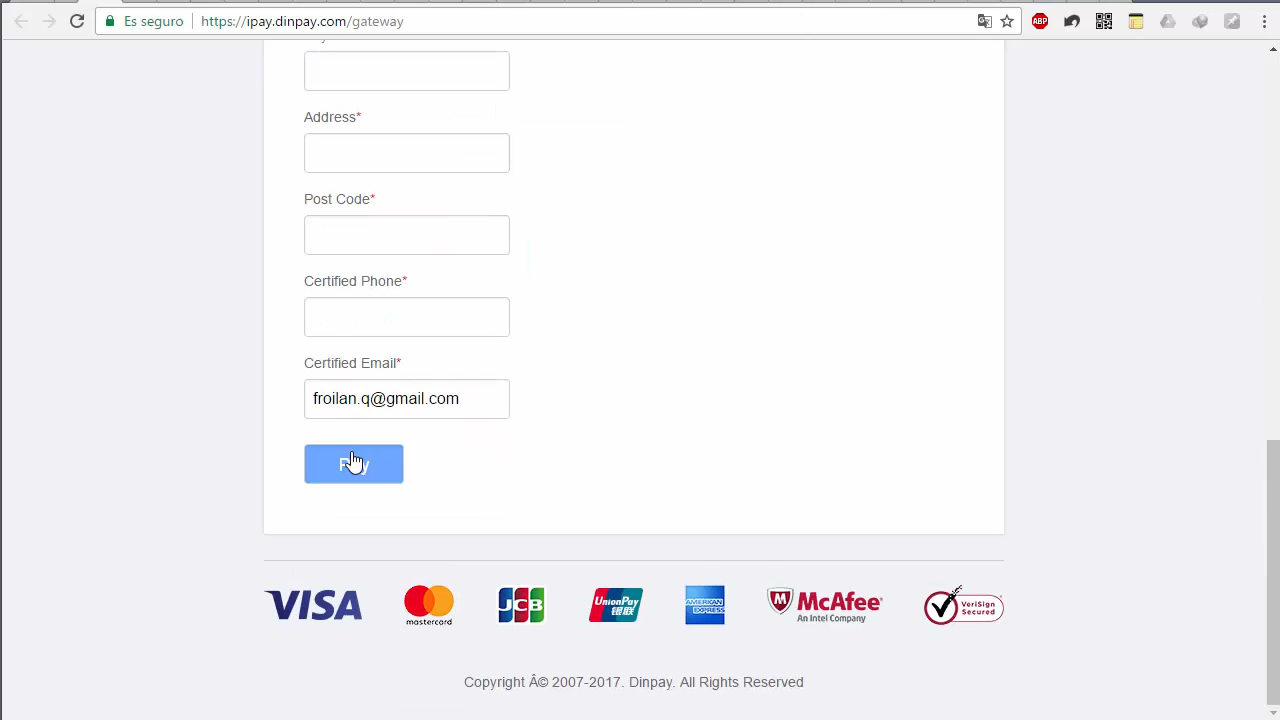 Es seguro https://ipay.dinpay.com/gateway
ABP
Address*
Post Code*
Certified Phone*
Certified Email*
froilan.q@gmail.com
VISA mastercard JCB UnionPay 银联 AMERICAN EXPRESS McAfee An Intel Company VeriSign Secured
Copyright Â© 2007-2017. Dinpay. All Rights Reserved